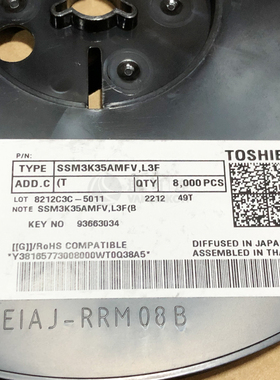 P/N:
TOSHIB
TYPE SSM3K35AMFV,L3F
ADD.C (T QTY 8,000 PCS
LOT 8212C3C-5011 2212 49T
NOTE SSM3K35AMFV,L3F(B
KEY NO 93663034
[[G]]/RoHS COMPATIBLE
*Y38165773008000WT0Q38A5*
DIFFUSED IN JAPA
ASSEMBLED IN THA
EIAJ-RRM08B